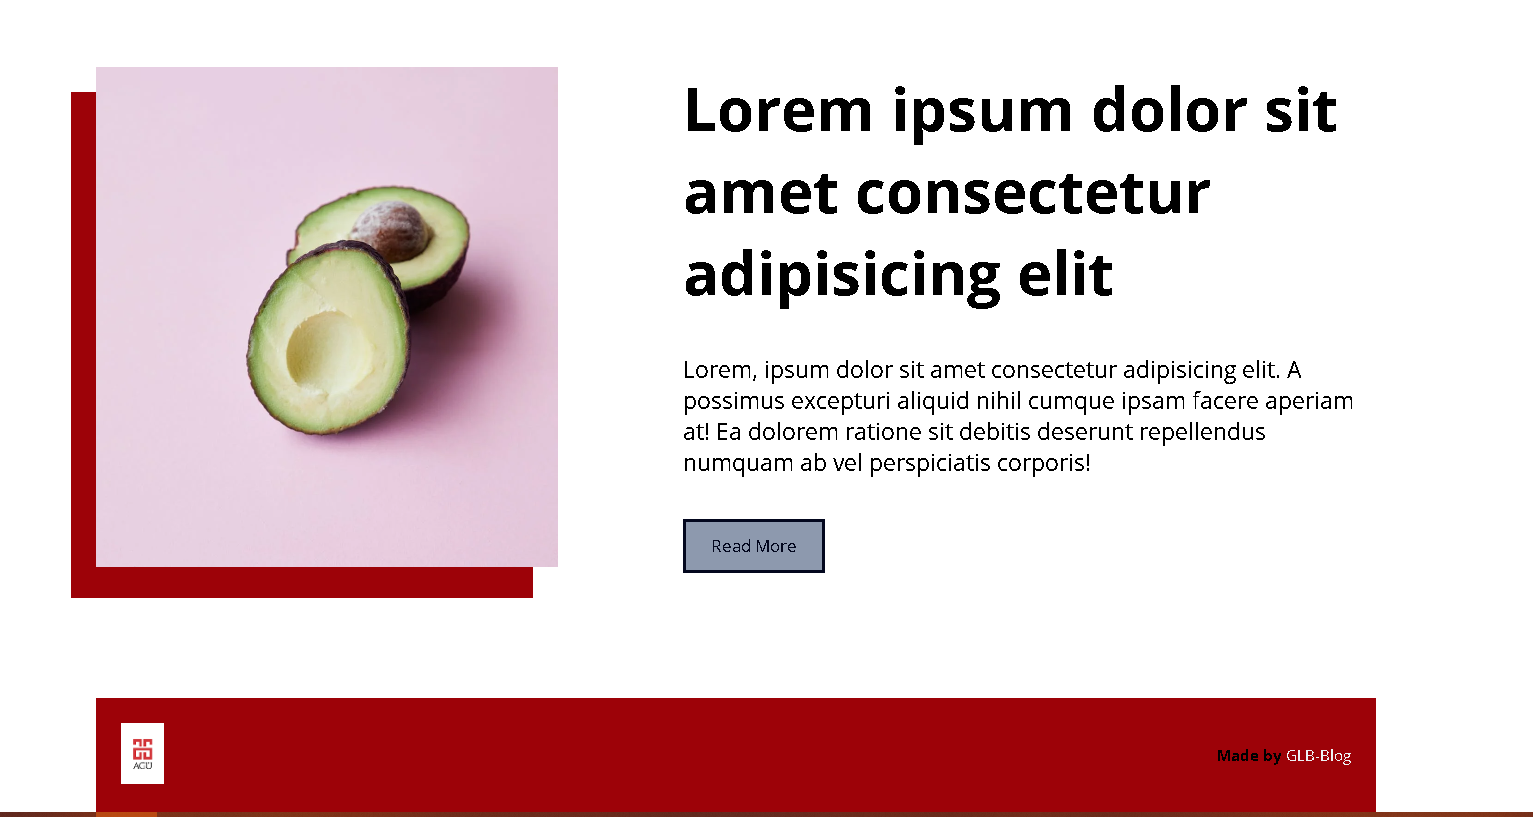 Lorem ipsum dolor sit
amet consectetur
adipisicing elit
Lorem, ipsum dolor sit amet consectetur adipisicing elit. A
possimus excepturi aliquid nihil cumque ipsam facere aperiam
at! Ea dolorem ratione sit debitis deserunt repellendus
numquam ab vel perspiciatis corporis!
Read More
AGÜ
Made by GLB-Blog